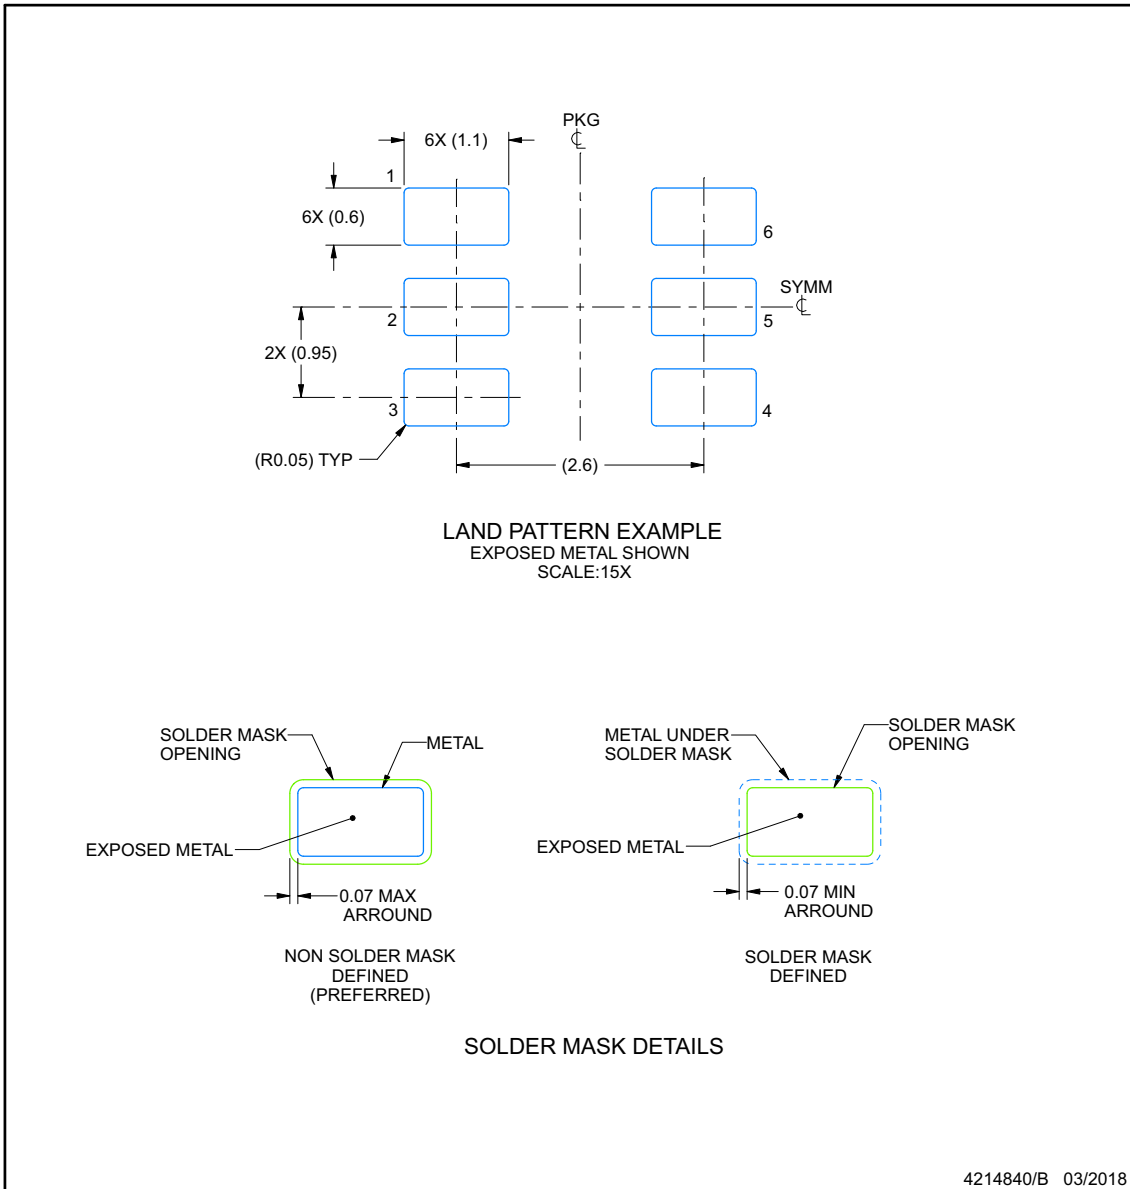 PKG
℄
6X (1.1)
1
6X (0.6)
6
SYMM
℄
2
5
2X (0.95)
3
4
(R0.05) TYP
(2.6)
LAND PATTERN EXAMPLE
EXPOSED METAL SHOWN
SCALE:15X
SOLDER MASK
OPENING
METAL
EXPOSED METAL
0.07 MAX
ARROUND
NON SOLDER MASK
DEFINED
(PREFERRED)
METAL UNDER
SOLDER MASK
SOLDER MASK
OPENING
EXPOSED METAL
0.07 MIN
ARROUND
SOLDER MASK
DEFINED
SOLDER MASK DETAILS
4214840/B 03/2018